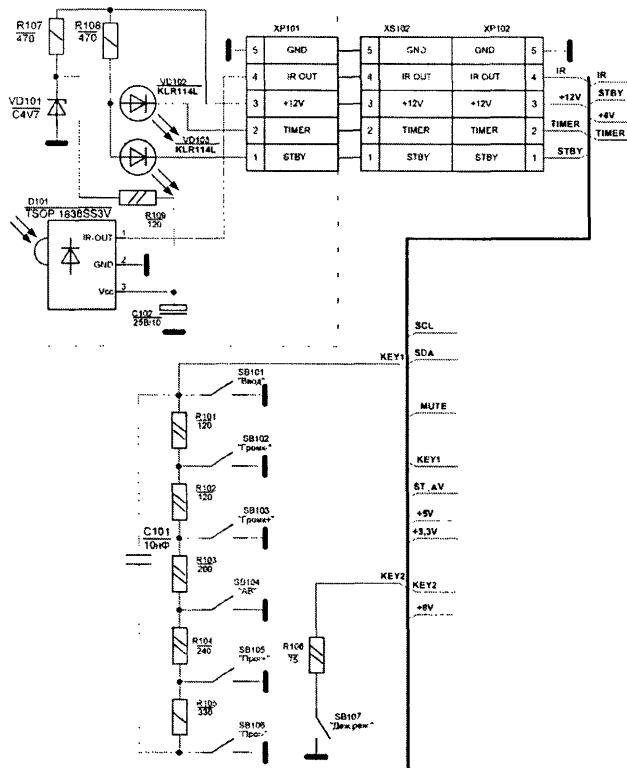 R107
470
R108
470
VD101
C4V7
VD102
KLR114L
VD103
KLR114L
R109
120
D101
TSOP 1838SS3V
IR-OUT
1
GND
2
Vcc
3
C102
25В/10
XP101
XS102
XP102
5 GND 5 GND GND 5
4 IR OUT 4 IR OUT IR OUT 4
3 +12V 3 +12V +12V 3
2 TIMER 2 TIMER TIMER 2
1 STBY 1 STBY STBY 1
IR
+12V
TIMER
STBY
IR
STBY
+8V
TIMER
SCL
KEY1
SDA
MUTE
KEY1
ST_AV
+5V
+3,3V
KEY2
KEY2
+8V
SB101
"Ввод"
R101
120
SB102
"Громк-"
R102
120
SB103
"Громк+"
C101
10нФ
R103
200
SB104
"АВ"
R104
240
SB105
R105
330
SB106
R106
75
SB107
"Деж.реж"